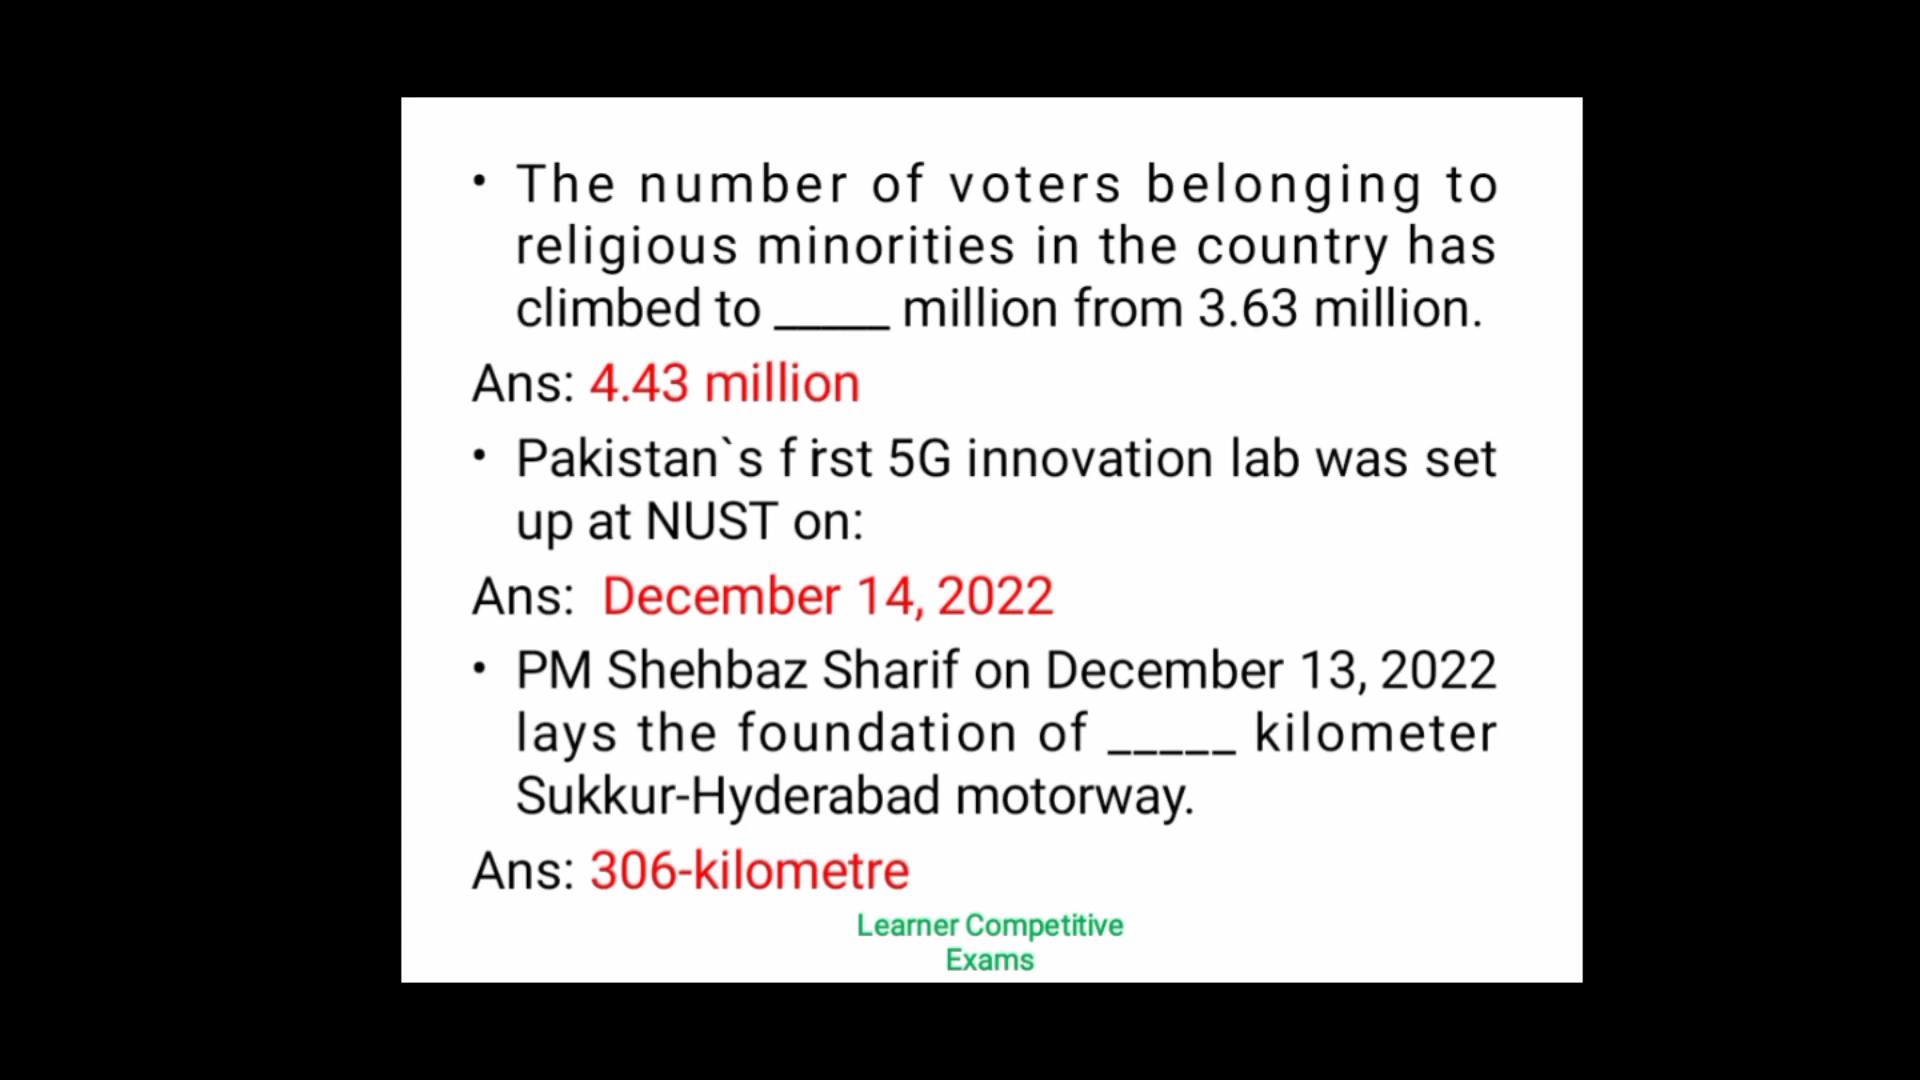 • The number of voters belonging to
religious minorities in the country has
climbed to _____ million from 3.63 million.
Ans: 4.43 million
• Pakistan`s first 5G innovation lab was set
up at NUST on:
Ans: December 14, 2022
• PM Shehbaz Sharif on December 13, 2022
lays the foundation of _____ kilometer
Sukkur-Hyderabad motorway.
Ans: 306-kilometre
Learner Competitive
Exams